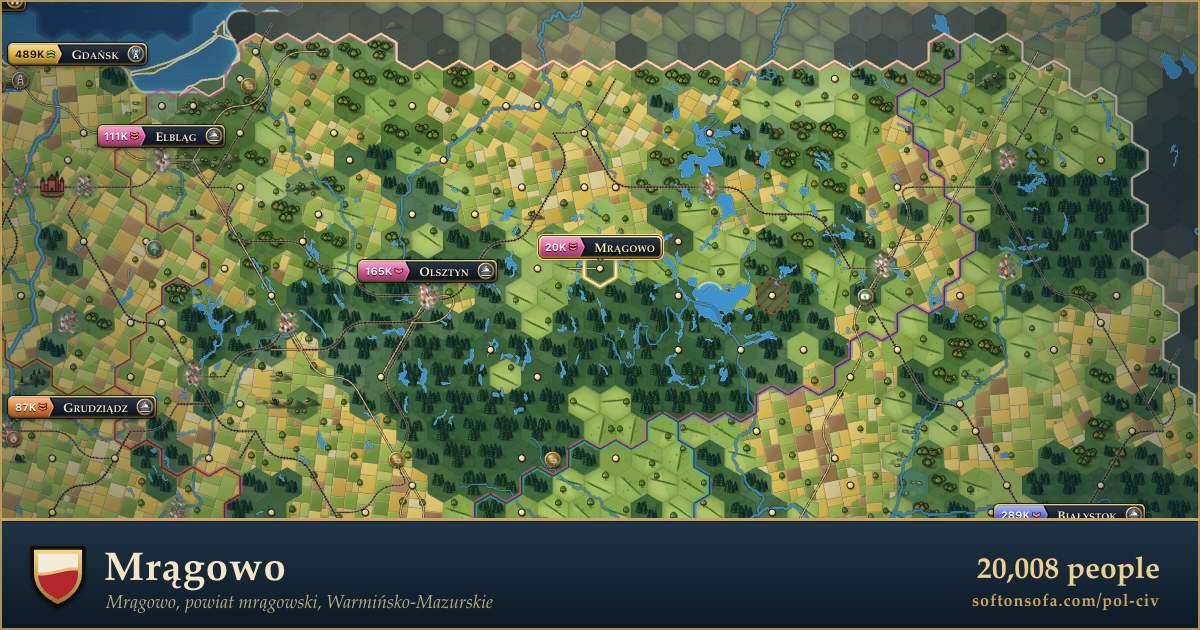 489K GDAŃSK
111K ELBLĄG
20K MRĄGOWO
165K OLSZTYN
87K GRUDZIĄDZ
289K BIAŁYSTOK
Mrągowo
20,008 people
Mrągowo, powiat mrągowski, Warmińsko-Mazurskie
softonsofa.com/pol-civ